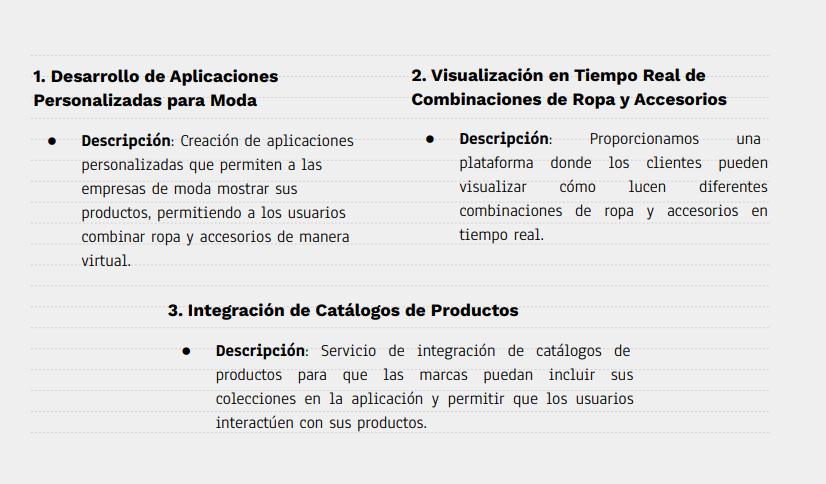 1. Desarrollo de Aplicaciones
Personalizadas para Moda
● Descripción: Creación de aplicaciones
personalizadas que permiten a las
empresas de moda mostrar sus
productos, permitiendo a los usuarios
combinar ropa y accesorios de manera
virtual.
2. Visualización en Tiempo Real de
Combinaciones de Ropa y Accesorios
● Descripción: Proporcionamos una
plataforma donde los clientes pueden
visualizar cómo lucen diferentes
combinaciones de ropa y accesorios en
tiempo real.
3. Integración de Catálogos de Productos
● Descripción: Servicio de integración de catálogos de
productos para que las marcas puedan incluir sus
colecciones en la aplicación y permitir que los usuarios
interactúen con sus productos.